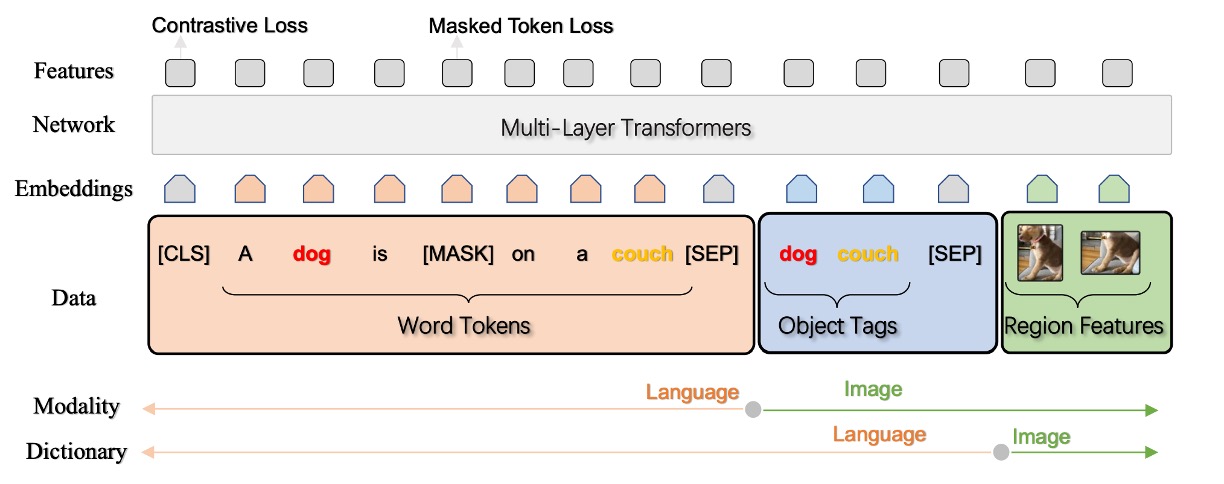 Contrastive Loss Masked Token Loss
Features
Network Multi-Layer Transformers
Embeddings
Data [CLS] A dog is [MASK] on a couch [SEP] dog couch [SEP]
Word Tokens Object Tags Region Features
Modality Language Image
Dictionary Language Image